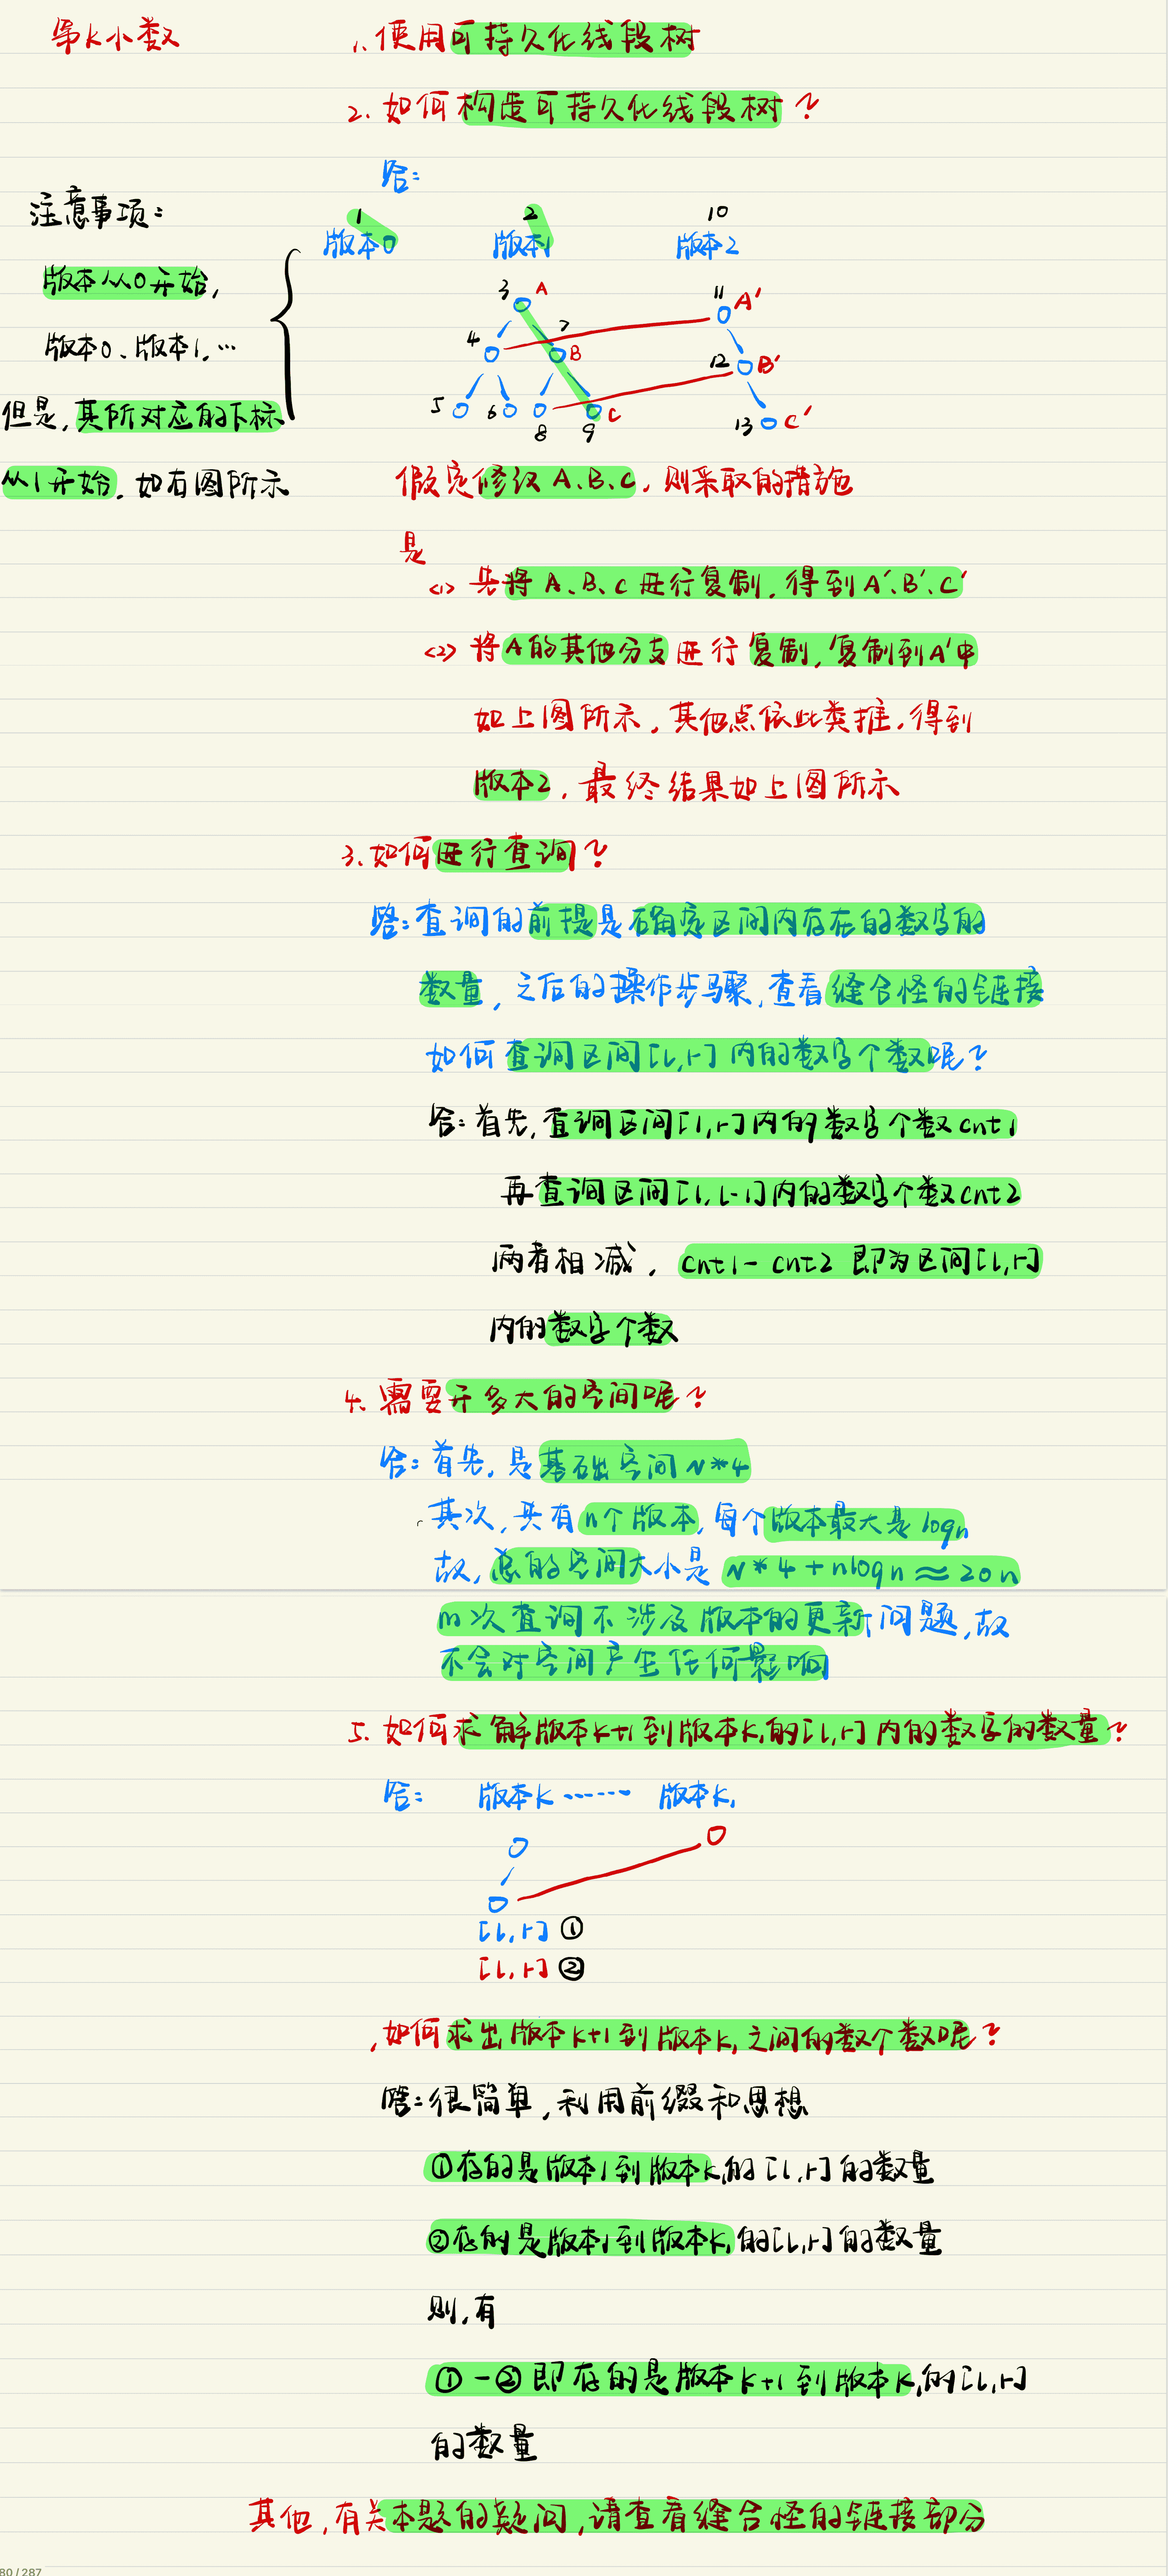 第K小数
1. 使用可持久化线段树
2. 如何构造可持久化线段树?
答:
注意事项:
版本从0开始,
版本0、版本1,…
但是,其所对应的下标
从1开始,如右图所示
1 2 10
版本0 版本1 版本2
3 A 11 A'
4 7 B 12 B'
5 6 8 9 C 13 C'
假定修改A、B、C,则采取的措施
是
<1> 先将A、B、C进行复制,得到A'、B'、C'
<2> 将A的其他分支进行复制,复制到A'中
如上图所示,其他点依此类推,得到
版本2,最终结果如上图所示
3. 如何进行查询?
答:查询的前提是确定区间内存在的数字的
数量,之后的操作步骤,查看缝合怪的链接
如何查询区间[l,r]内的数字个数呢?
答:首先,查询区间[1,r]内的数字个数cnt1
再查询区间[1,l-1]内的数字个数cnt2
两者相减,cnt1-cnt2 即为区间[l,r]
内的数字个数
4. 需要开多大的空间呢?
答:首先,是基础空间N*4
其次,共有n个版本,每个版本最大是logn
故,总的空间大小是 N*4+nlogn≈20n
m次查询不涉及版本的更新问题,故
不会对空间产生任何影响
5. 如何求解版本K+1到版本K₁的[l,r]内的数字的数量?
答: 版本K …… 版本K₁
[l,r] ①
[l,r] ②
如何求出版本K+1到版本K₁之间的数个数呢?
答:很简单,利用前缀和思想
①存的是版本1到版本K的[l,r]的数量
②存的是版本1到版本K₁的[l,r]的数量
则,有
①-②即存的是版本K+1到版本K₁的[l,r]
的数量
其他,有关本题的疑问,请查看缝合怪的链接部分
80 / 287